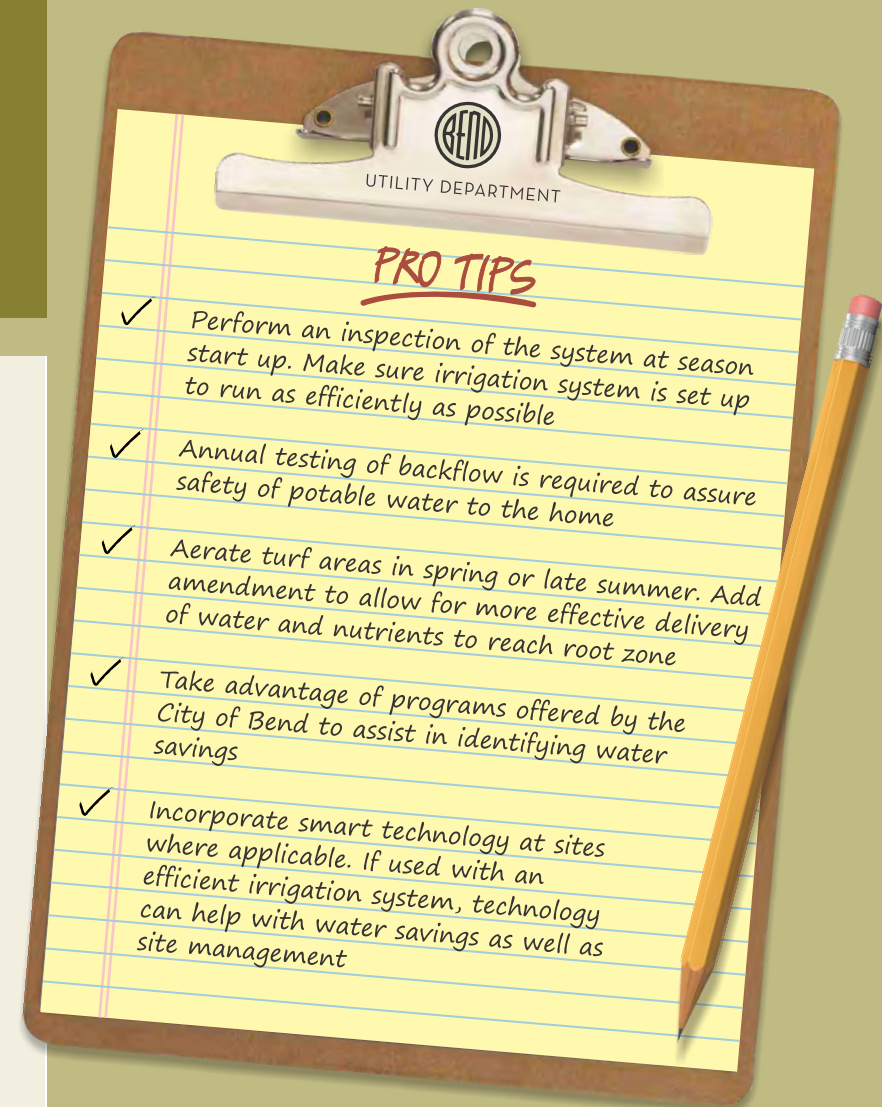 BEND
UTILITY DEPARTMENT
PRO TIPS
Perform an inspection of the system at season
start up. Make sure irrigation system is set up
to run as efficiently as possible
Annual testing of backflow is required to assure
safety of potable water to the home
Aerate turf areas in spring or late summer. Add
amendment to allow for more effective delivery
of water and nutrients to reach root zone
Take advantage of programs offered by the
City of Bend to assist in identifying water
savings
Incorporate smart technology at sites
where applicable. If used with an
efficient irrigation system, technology
can help with water savings as well as
site management